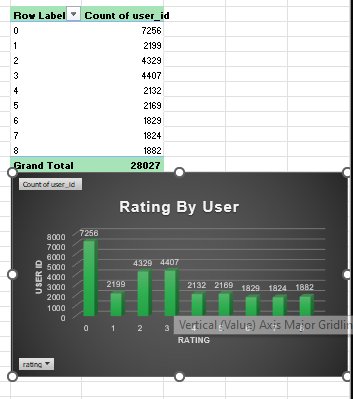 Row Label Count of user_id
0 7256
1 2199
2 4329
3 4407
4 2132
5 2169
6 1829
7 1824
8 1882
Grand Total 28027
Count of user_id
Rating By User
8000
7000
6000
5000
4000
3000
2000
1000
0
USER ID
7256 2199 4329 4407 2132 2169 1829 1824 1882
0 1 2 3
Vertical (Value) Axis Major Gridlin
RATING
rating